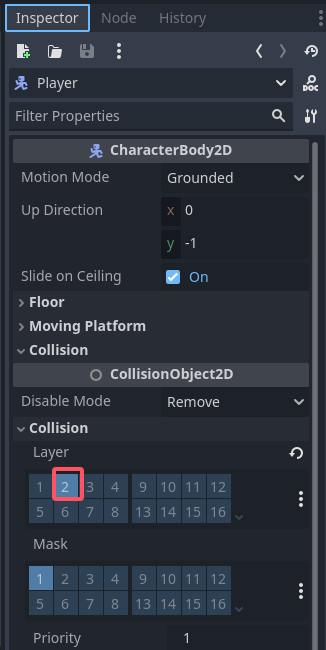 Inspector Node History
Player
DOC
Filter Properties
CharacterBody2D
Motion Mode Grounded
Up Direction x 0
y -1
Slide on Ceiling On
Floor
Moving Platform
Collision
CollisionObject2D
Disable Mode Remove
Collision
Layer
1 2 3 4 9 10 11 12
5 6 7 8 13 14 15 16
Mask
1 2 3 4 9 10 11 12
5 6 7 8 13 14 15 16
Priority 1